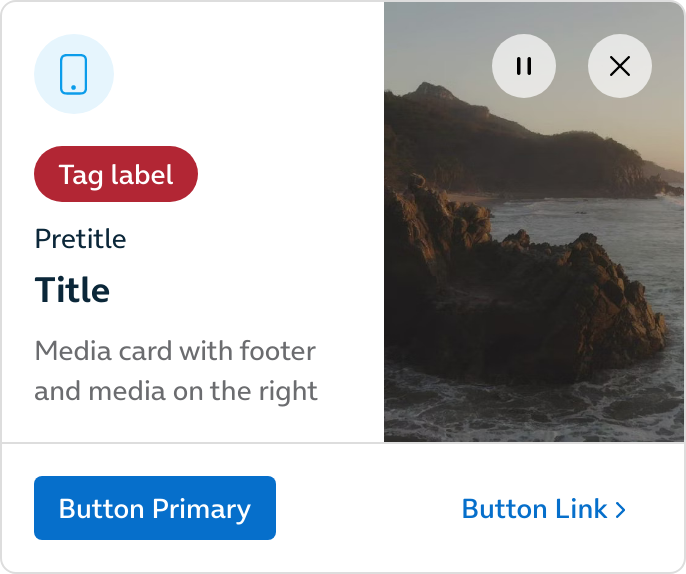 Tag label
Pretitle
Title
Media card with footer
and media on the right
Button Primary
Button Link